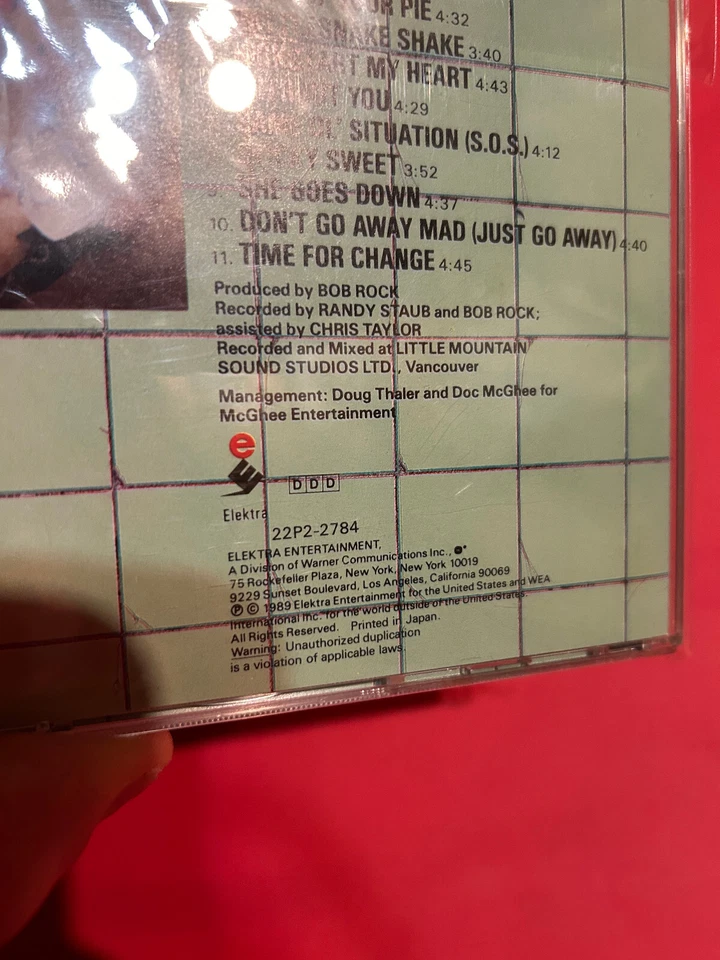 PIE 4:32
SNAKE SHAKE 3:40
MY HEART 4:43
YOU 4:29
SITUATION (S.O.S.) 4:12
SWEET 3:52
9. SHE GOES DOWN 4:37
10. DON'T GO AWAY MAD (JUST GO AWAY) 4:40
11. TIME FOR CHANGE 4:45
Produced by BOB ROCK
Recorded by RANDY STAUB and BOB ROCK;
assisted by CHRIS TAYLOR
Recorded and Mixed at LITTLE MOUNTAIN
SOUND STUDIOS LTD., Vancouver
Management: Doug Thaler and Doc McGhee for
McGhee Entertainment
e
Elektra
DDD
22P2-2784
ELEKTRA ENTERTAINMENT,
A Division of Warner Communications Inc.,
75 Rockefeller Plaza, New York, New York 10019
9229 Sunset Boulevard, Los Angeles, California 90069
℗ © 1989 Elektra Entertainment for the United States and WEA
International Inc. for the world outside of the United States.
All Rights Reserved. Printed in Japan.
Warning: Unauthorized duplication
is a violation of applicable laws.